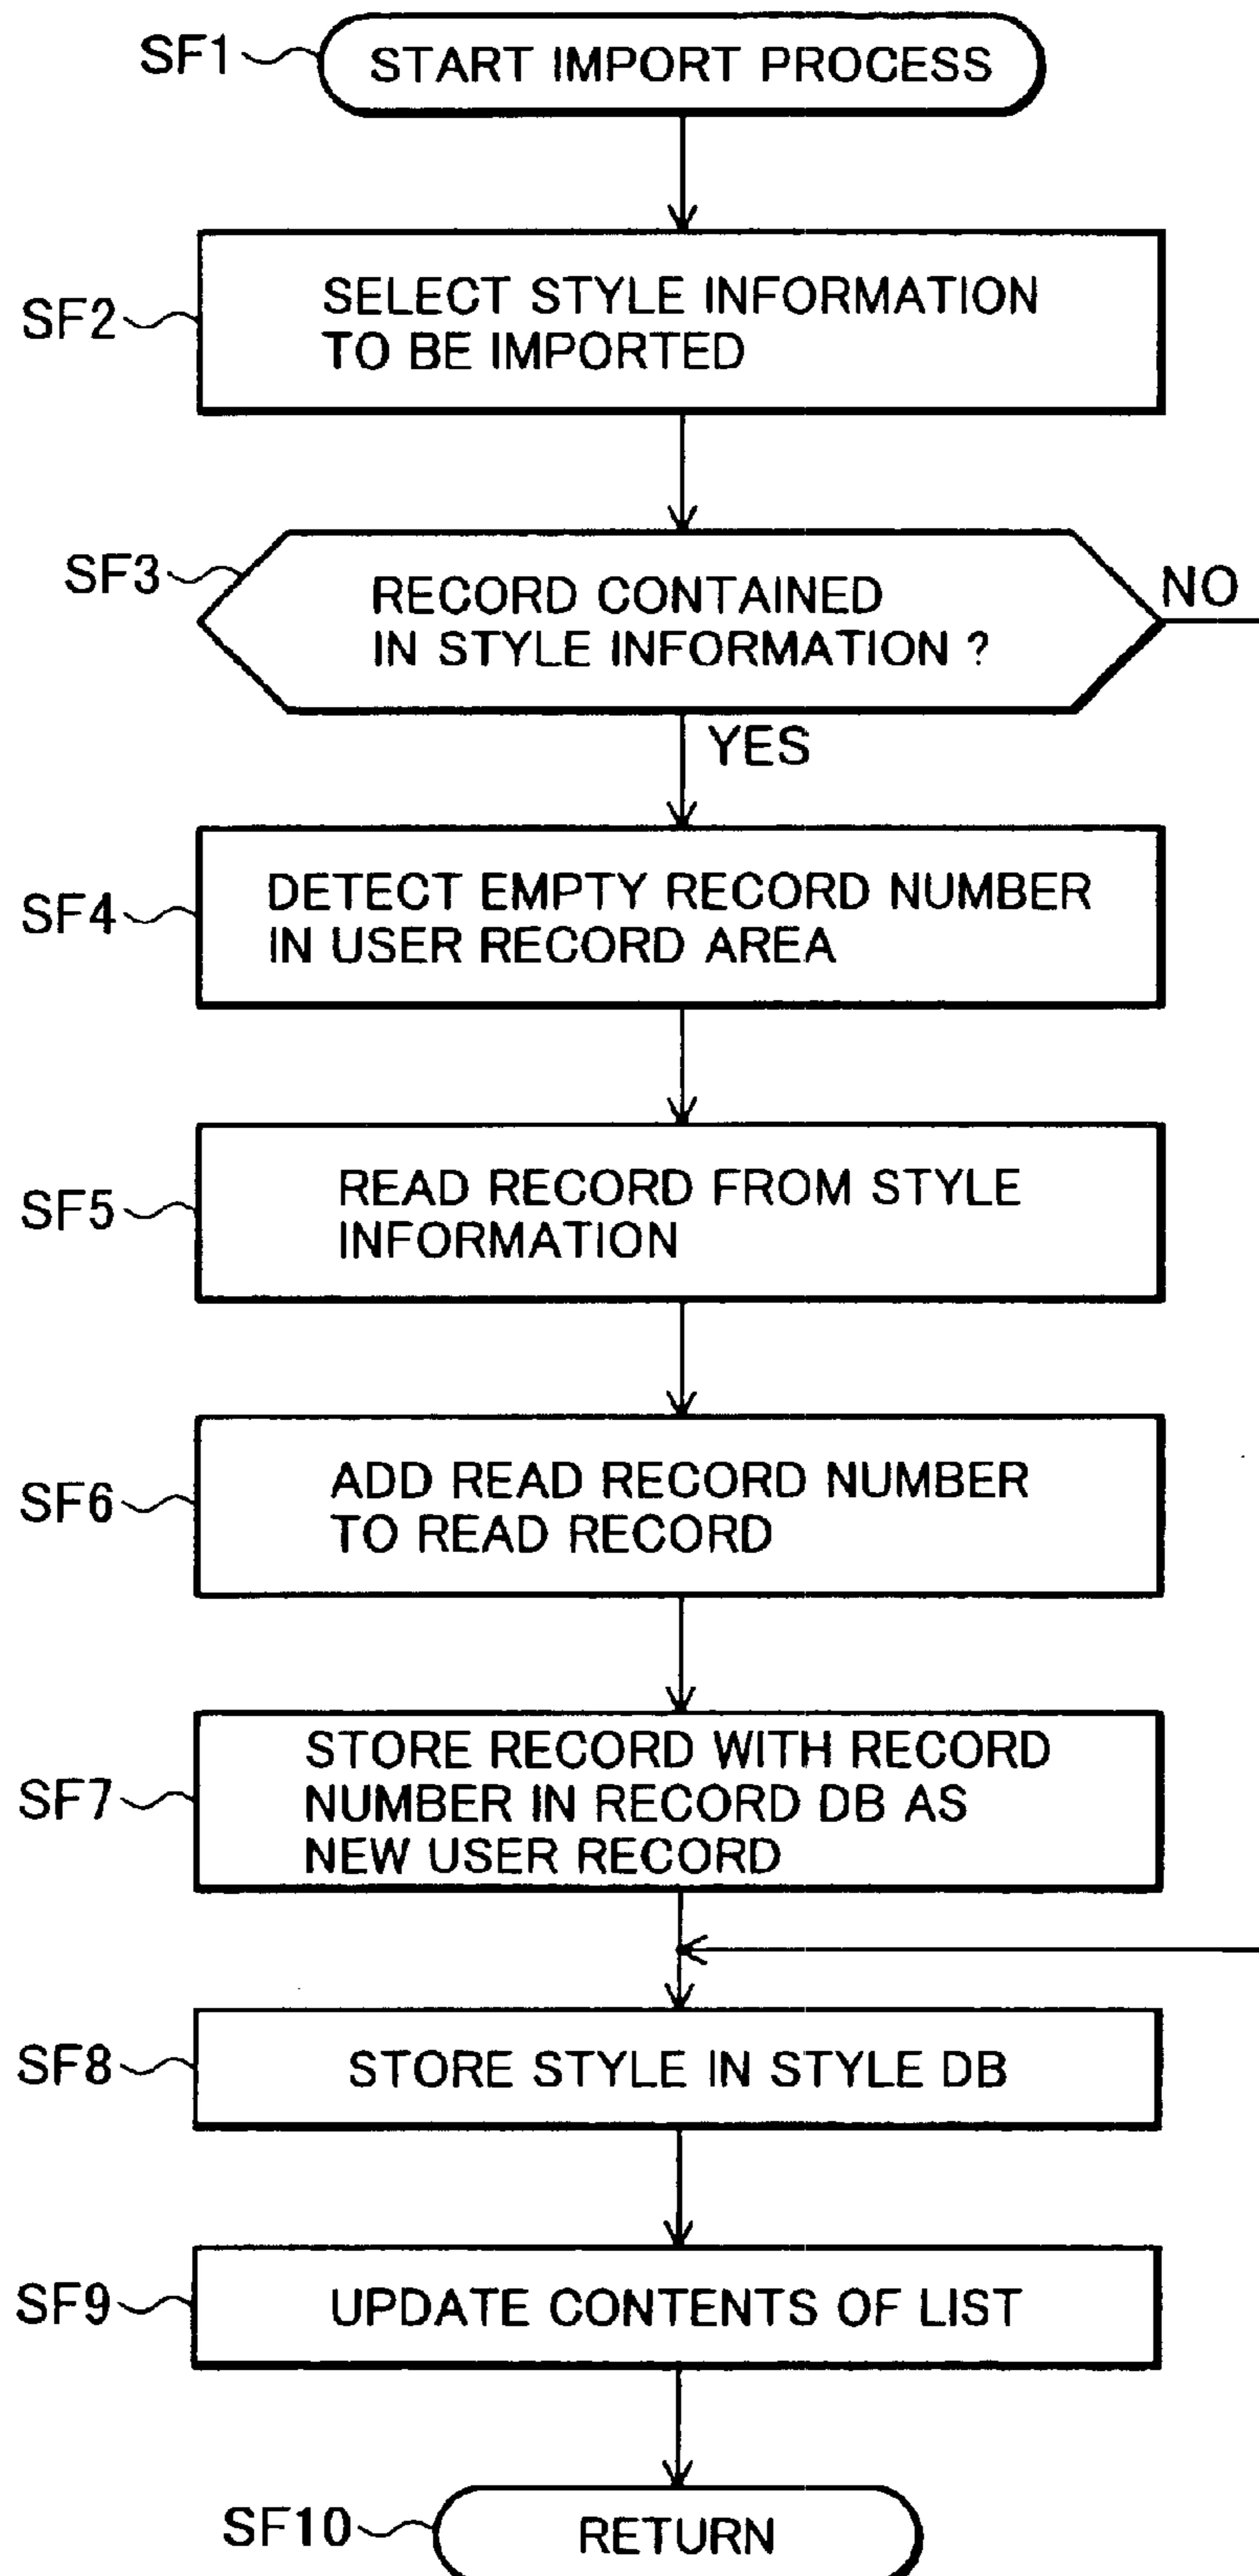 SF1
START IMPORT PROCESS
SF2
SELECT STYLE INFORMATION
TO BE IMPORTED
SF3
RECORD CONTAINED
IN STYLE INFORMATION ?
NO
YES
SF4
DETECT EMPTY RECORD NUMBER
IN USER RECORD AREA
SF5
READ RECORD FROM STYLE
INFORMATION
SF6
ADD READ RECORD NUMBER
TO READ RECORD
SF7
STORE RECORD WITH RECORD
NUMBER IN RECORD DB AS
NEW USER RECORD
SF8
STORE STYLE IN STYLE DB
SF9
UPDATE CONTENTS OF LIST
SF10
RETURN